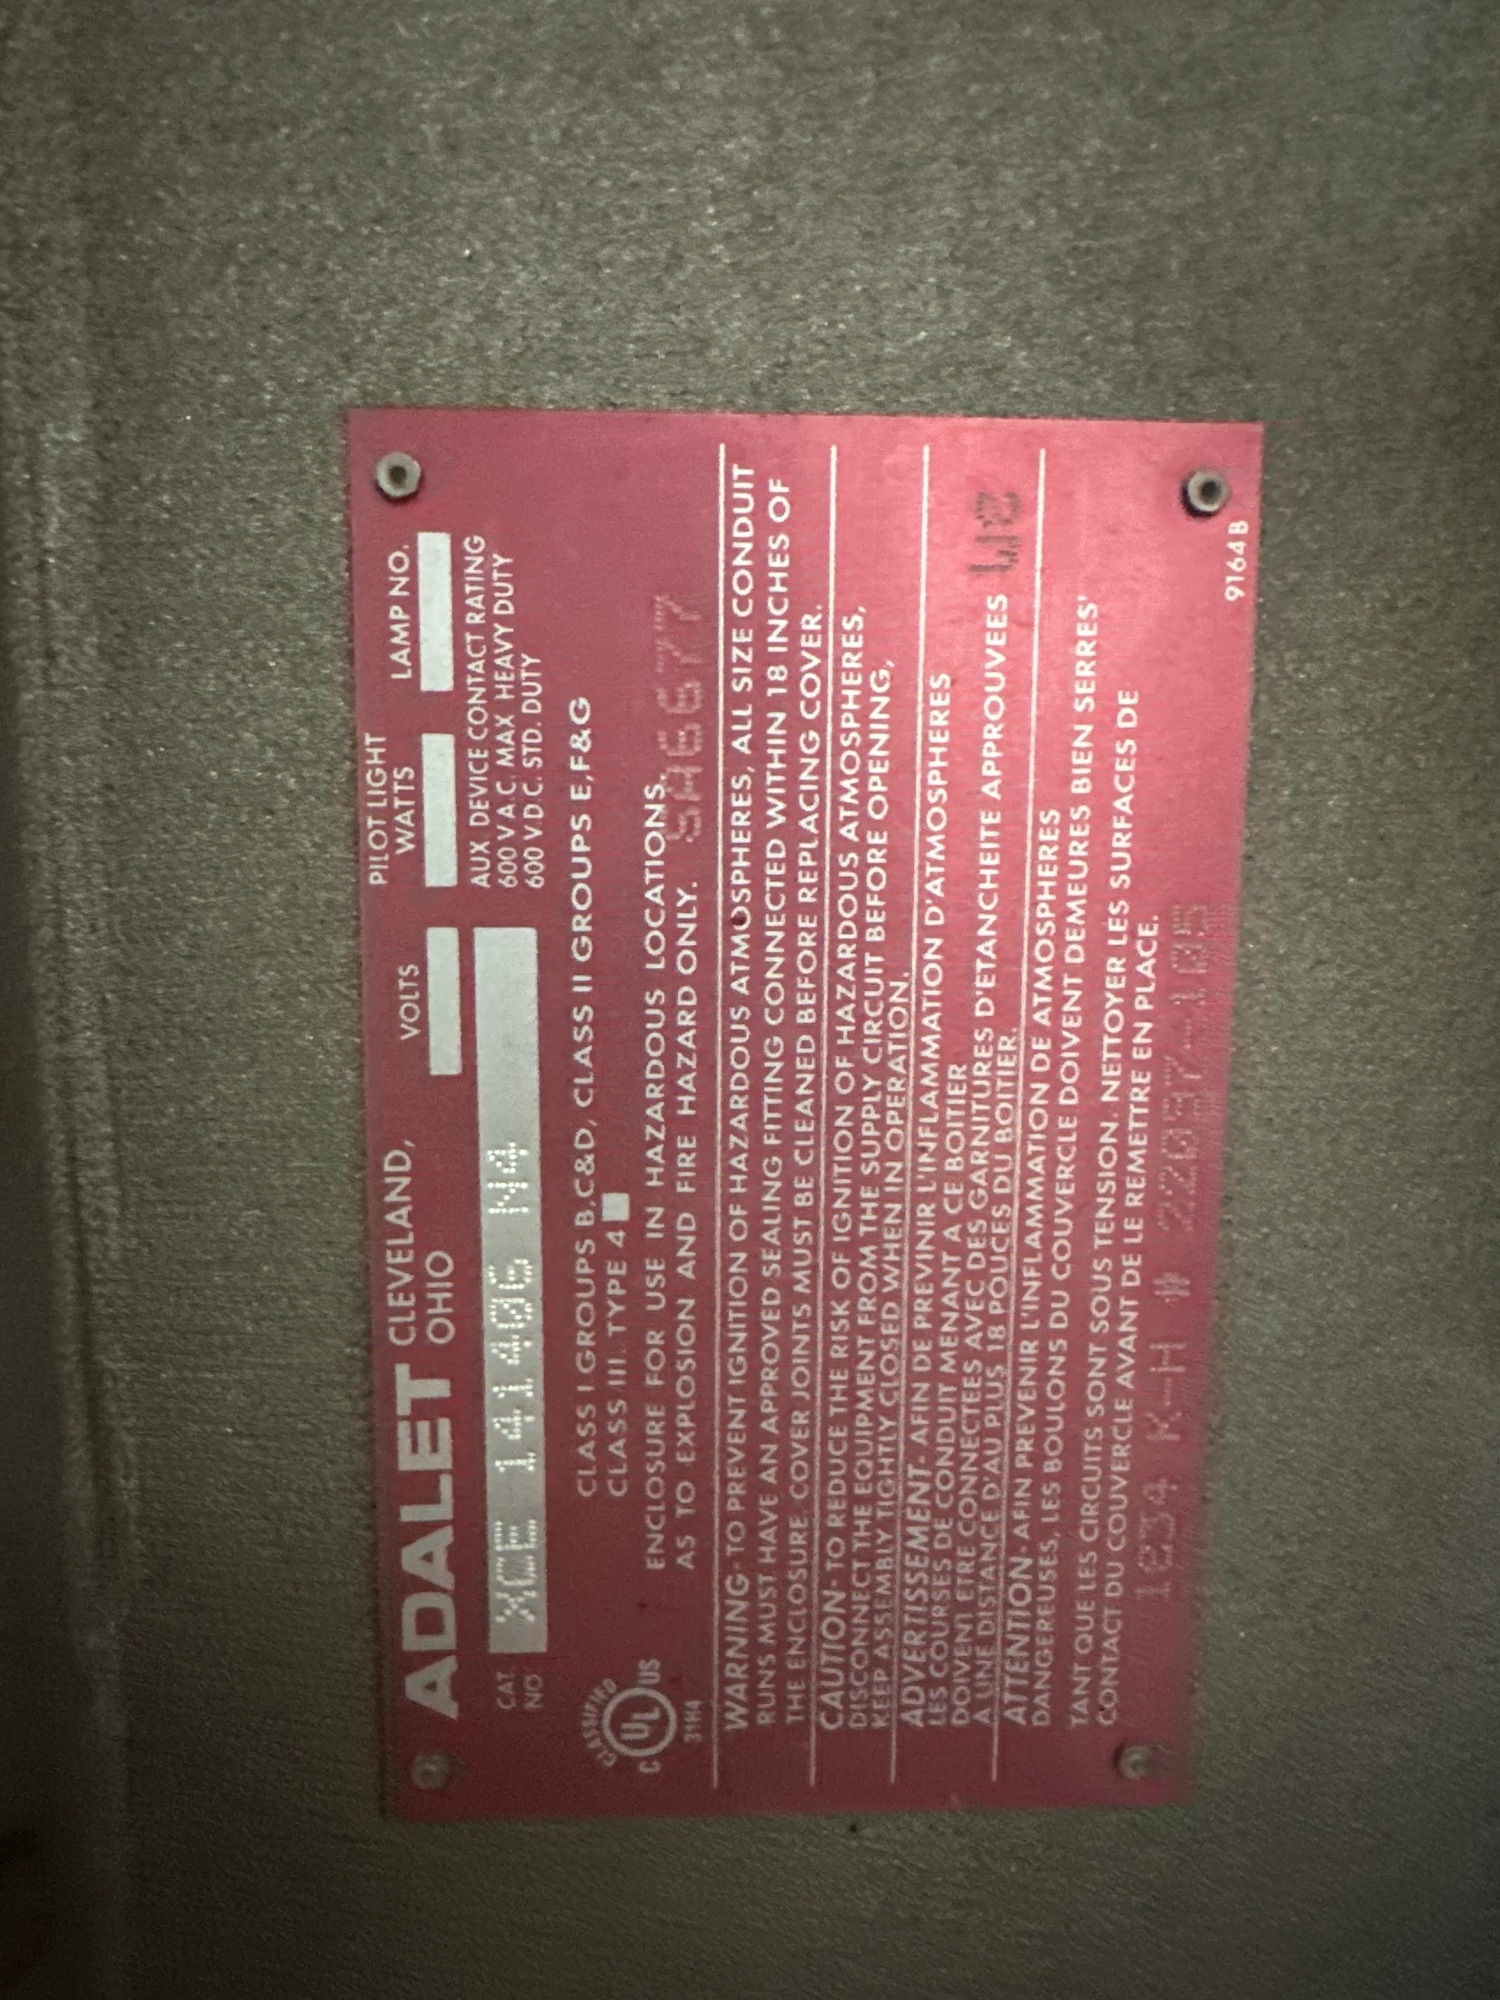 ADALET CLEVELAND,
OHIO
VOLTS
PILOT LIGHT
WATTS
LAMP NO.
CAT.
NO
XCE 141406 N4
AUX DEVICE CONTACT RATING
600 V A C. MAX HEAVY DUTY
600 V D C. STD. DUTY
CLASS I GROUPS B,C&D, CLASS II GROUPS E,F&G
CLASS III. TYPE 4
CLASSIFIED
C UL US
31H4
ENCLOSURE FOR USE IN HAZARDOUS LOCATIONS,
AS TO EXPLOSION AND FIRE HAZARD ONLY. SA6677
WARNING- TO PREVENT IGNITION OF HAZARDOUS ATMOSPHERES, ALL SIZE CONDUIT
RUNS MUST HAVE AN APPROVED SEALING FITTING CONNECTED WITHIN 18 INCHES OF
THE ENCLOSURE. COVER JOINTS MUST BE CLEANED BEFORE REPLACING COVER.
CAUTION- TO REDUCE THE RISK OF IGNITION OF HAZARDOUS ATMOSPHERES,
DISCONNECT THE EQUIPMENT FROM THE SUPPLY CIRCUIT BEFORE OPENING,
KEEP ASSEMBLY TIGHTLY CLOSED WHEN IN OPERATION.
ADVERTISSEMENT. AFIN DE PREVINIR L'INFLAMMATION D'ATMOSPHERES
LES COURSES DE CONDUIT MENANT A CE BOITIER
DOIVENT ETRE CONNECTEES AVEC DES GARNITURES D'ETANCHEITE APPROUVEES
A UNE DISTANCE D'AU PLUS 18 POUCES DU BOITIER.
ATTENTION- AFIN PREVENIR L'INFLAMMATION DE ATMOSPHERES
DANGEREUSES, LES BOULONS DU COUVERCLE DOIVENT DEMEURES BIEN SERRES'
TANT QUE LES CIRCUITS SONT SOUS TENSION. NETTOYER LES SURFACES DE
CONTACT DU COUVERCLE AVANT DE LE REMETTRE EN PLACE.
K-H #
9164 B